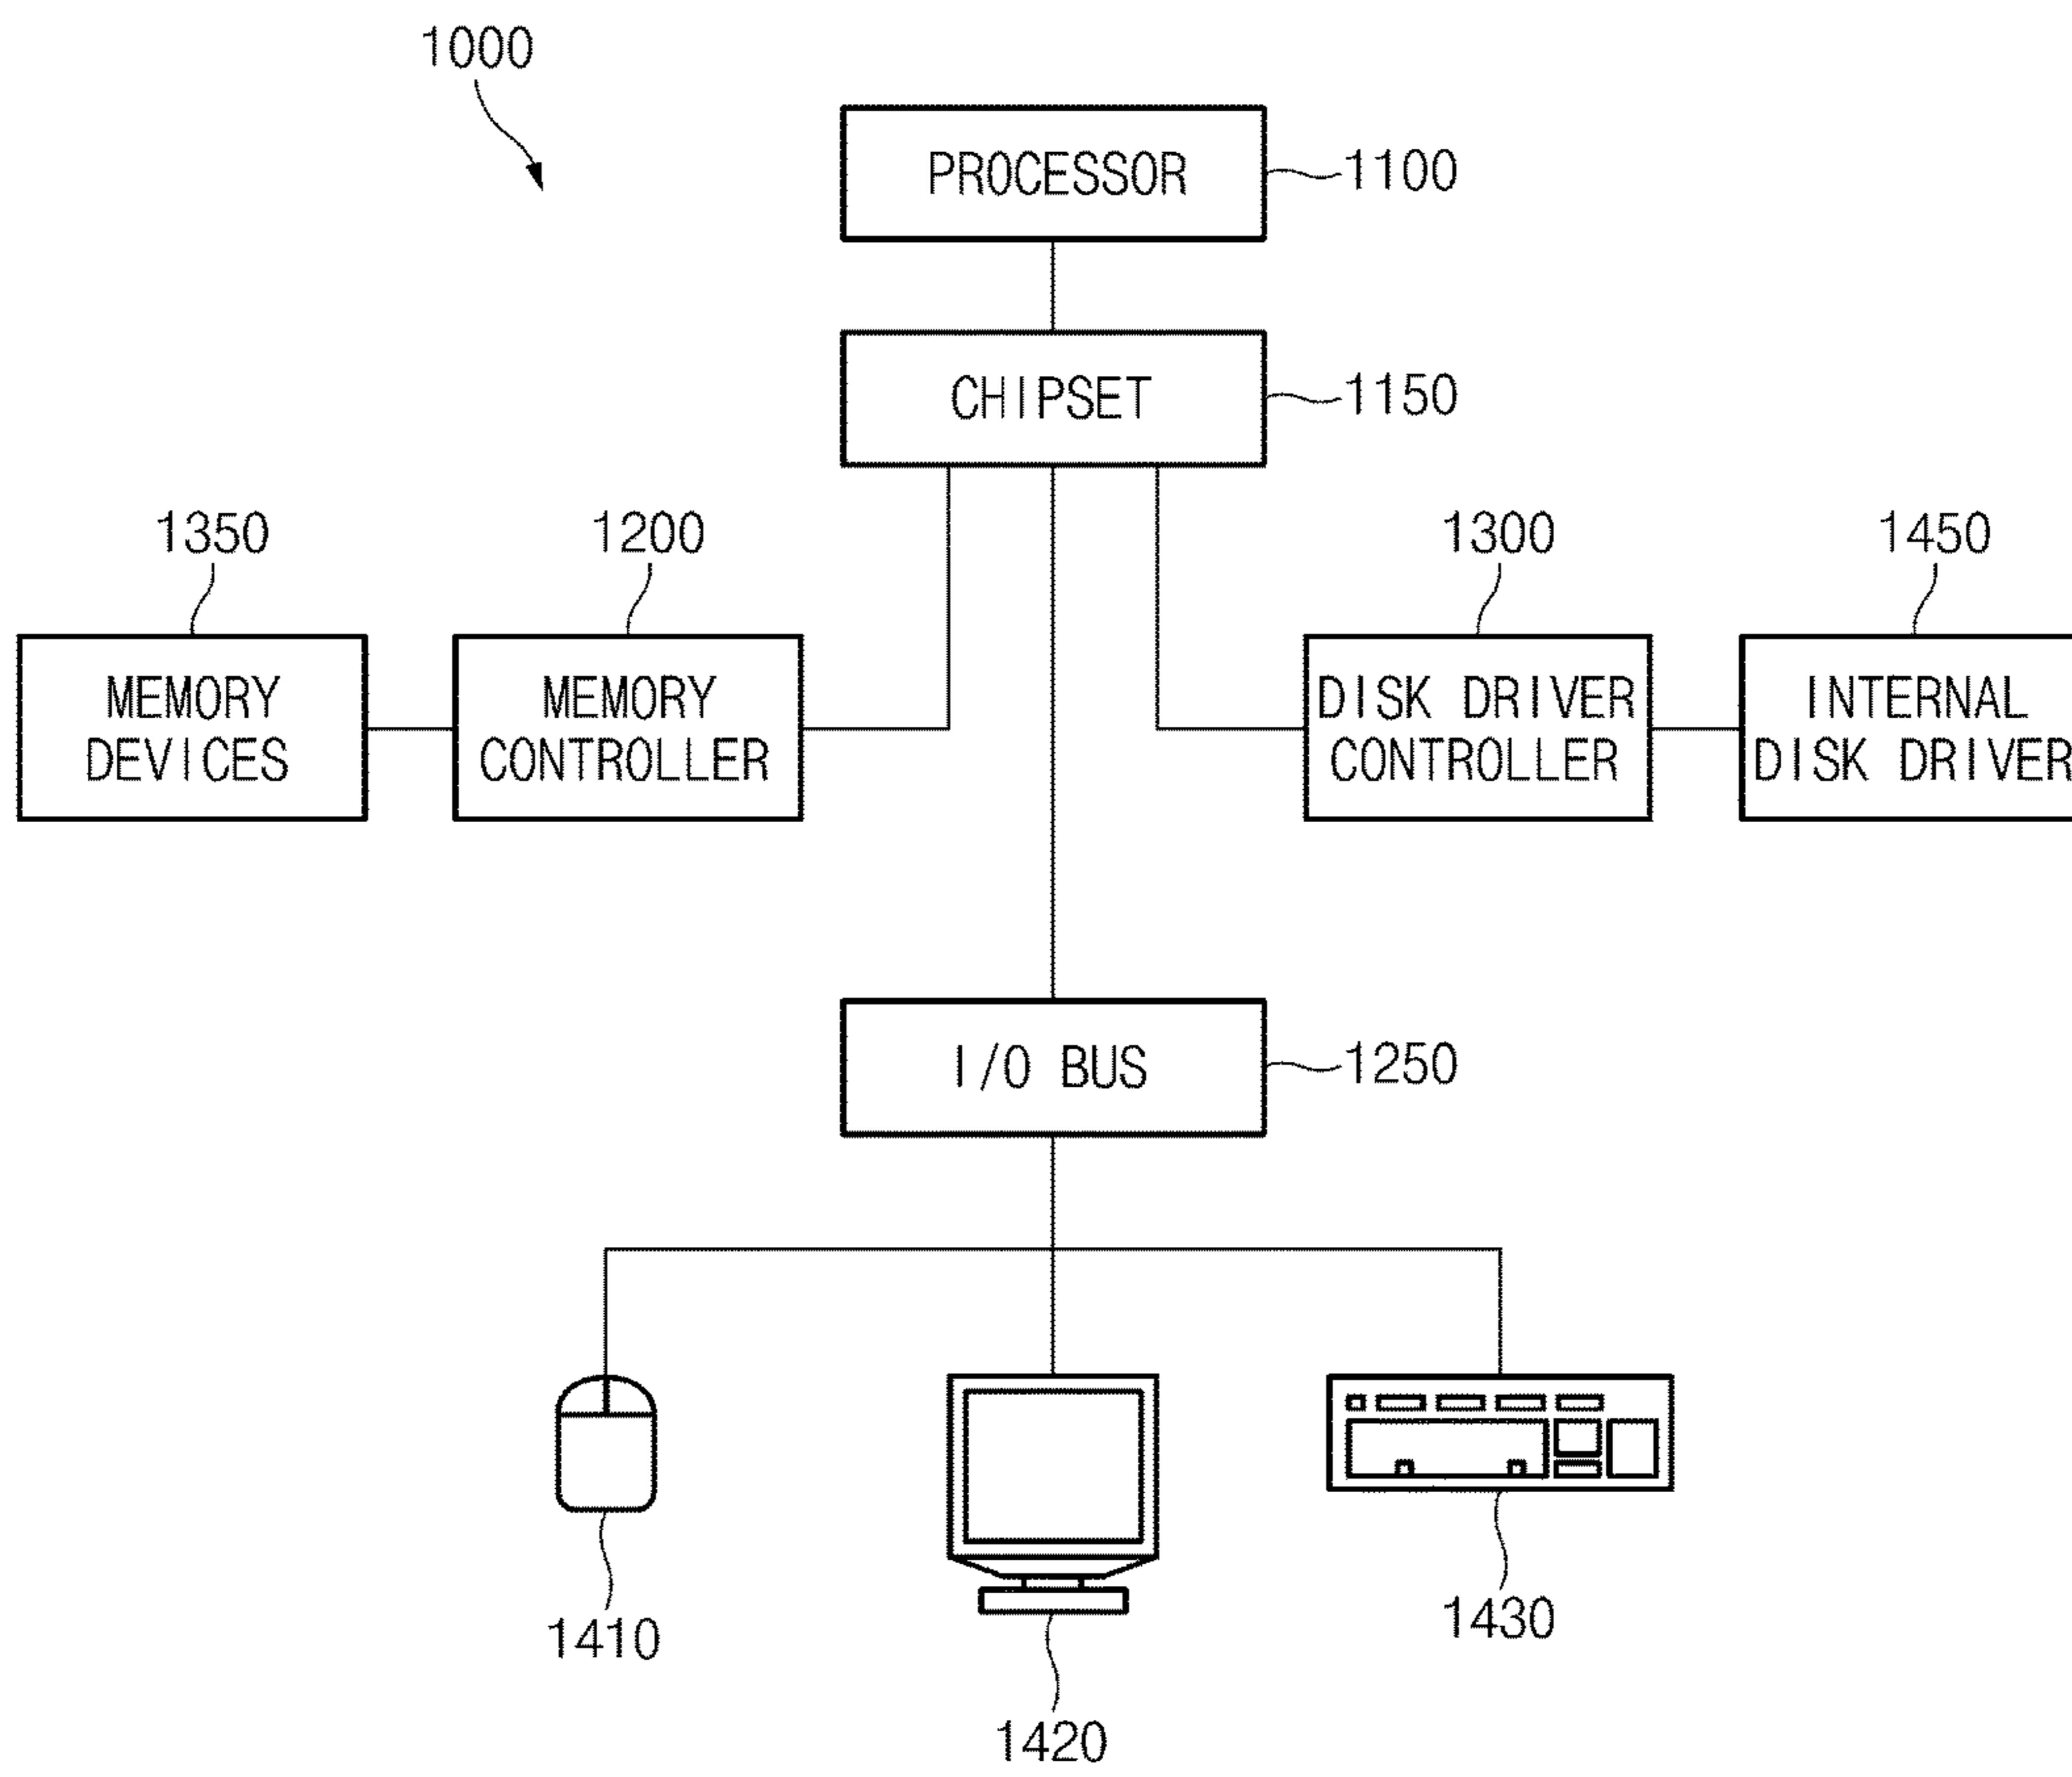 1000
PROCESSOR
1100
CHIPSET
1150
1350
1200
1300
1450
MEMORY
DEVICES
MEMORY
CONTROLLER
DISK DRIVER
CONTROLLER
INTERNAL
DISK DRIVER
I/O BUS
1250
1410
1420
1430